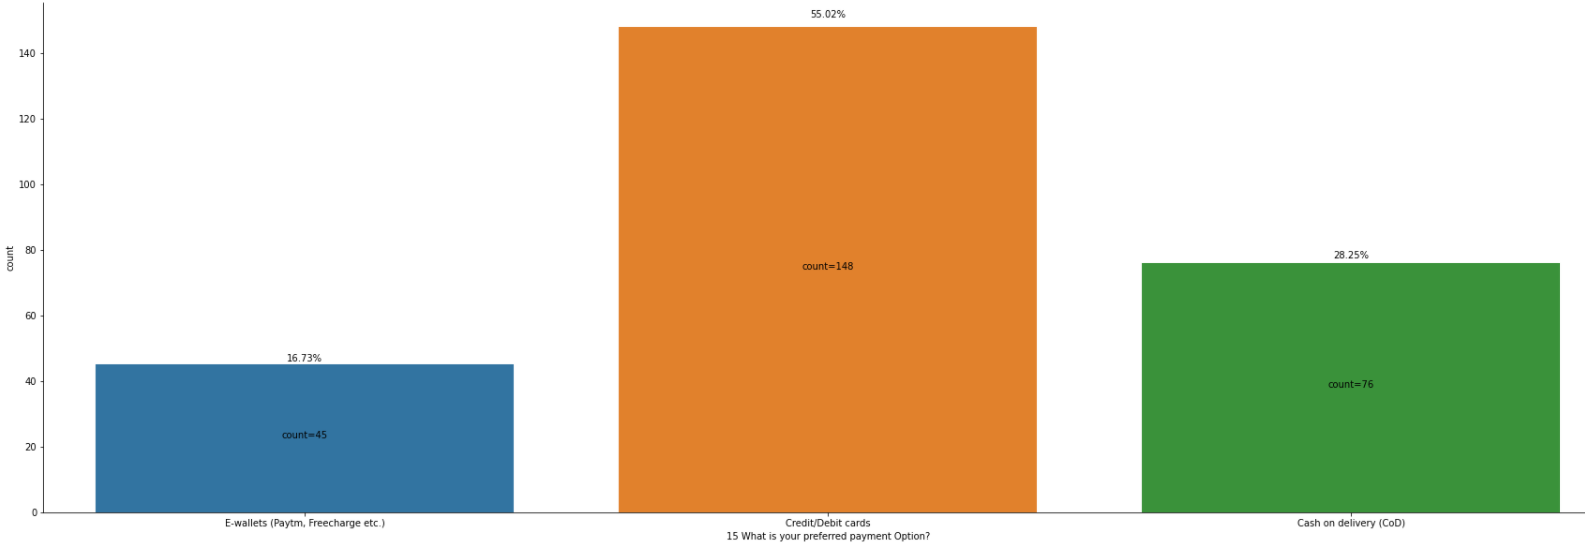 55.02%
140
120
100
80
60
40
20
0
count
count=148
28.25%
16.73%
count=76
count=45
E-wallets (Paytm, Freecharge etc.)
Credit/Debit cards
Cash on delivery (CoD)
15 What is your preferred payment Option?